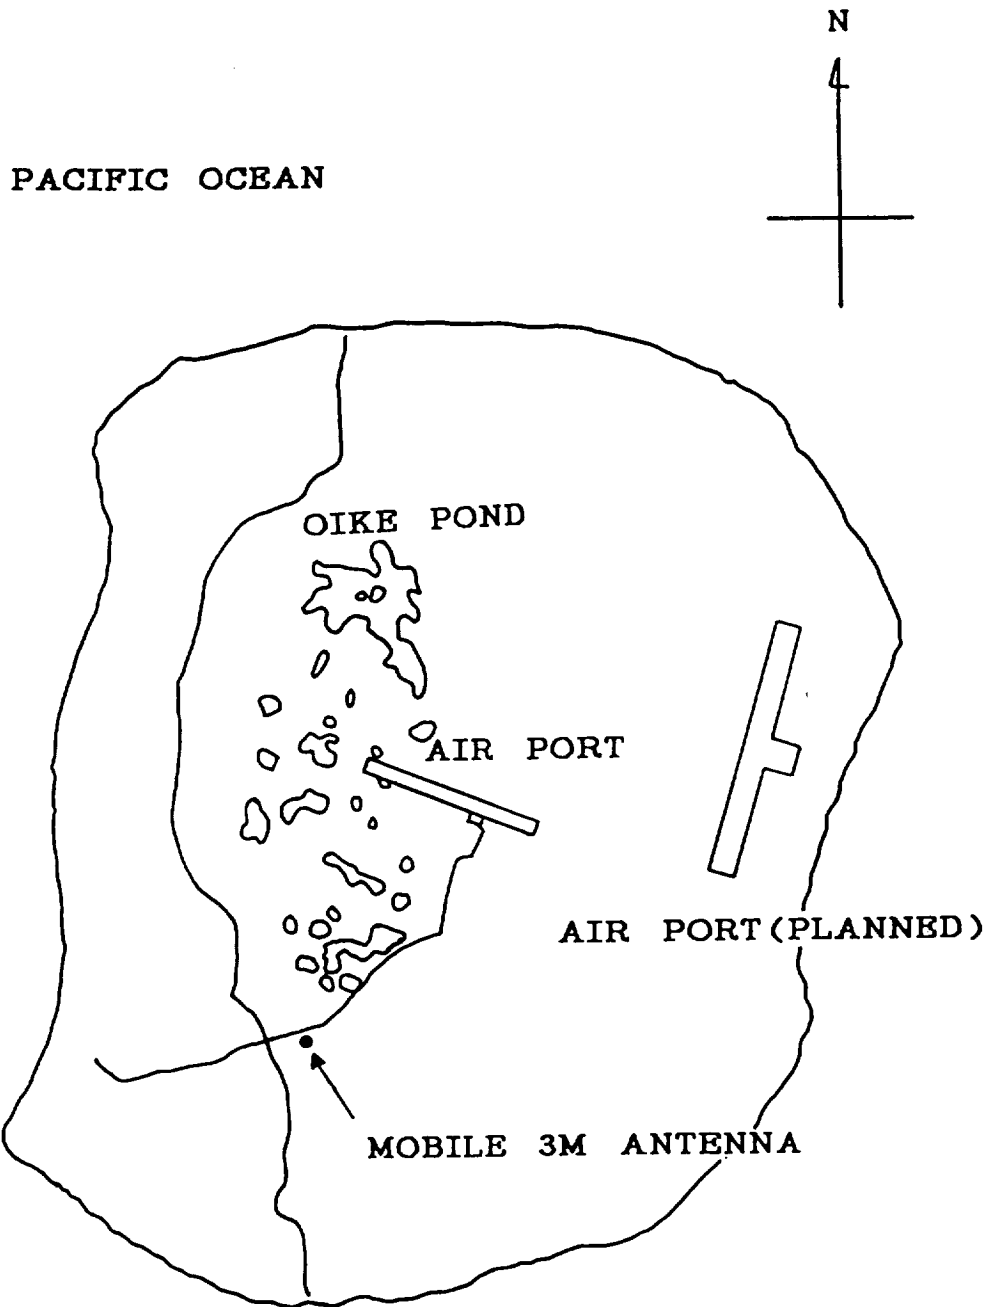 N
PACIFIC OCEAN
OIKE POND
AIR PORT
AIR PORT(PLANNED)
MOBILE 3M ANTENNA